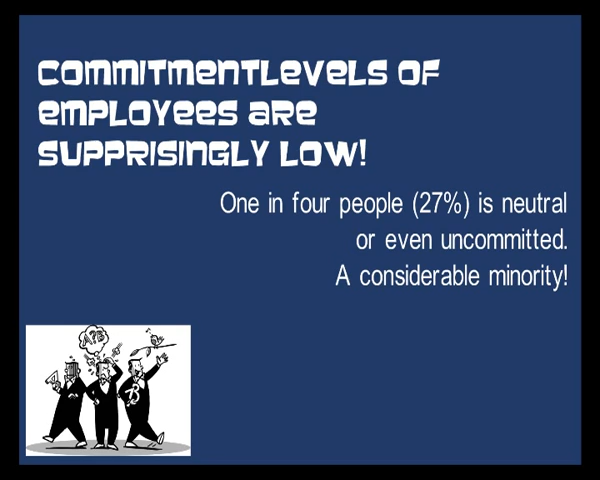 COMMITMENTLEVELS OF
EMPLOYEES ARE
SUPPRISINGLY LOW!
One in four people (27%) is neutral
or even uncommitted.
A considerable minority!